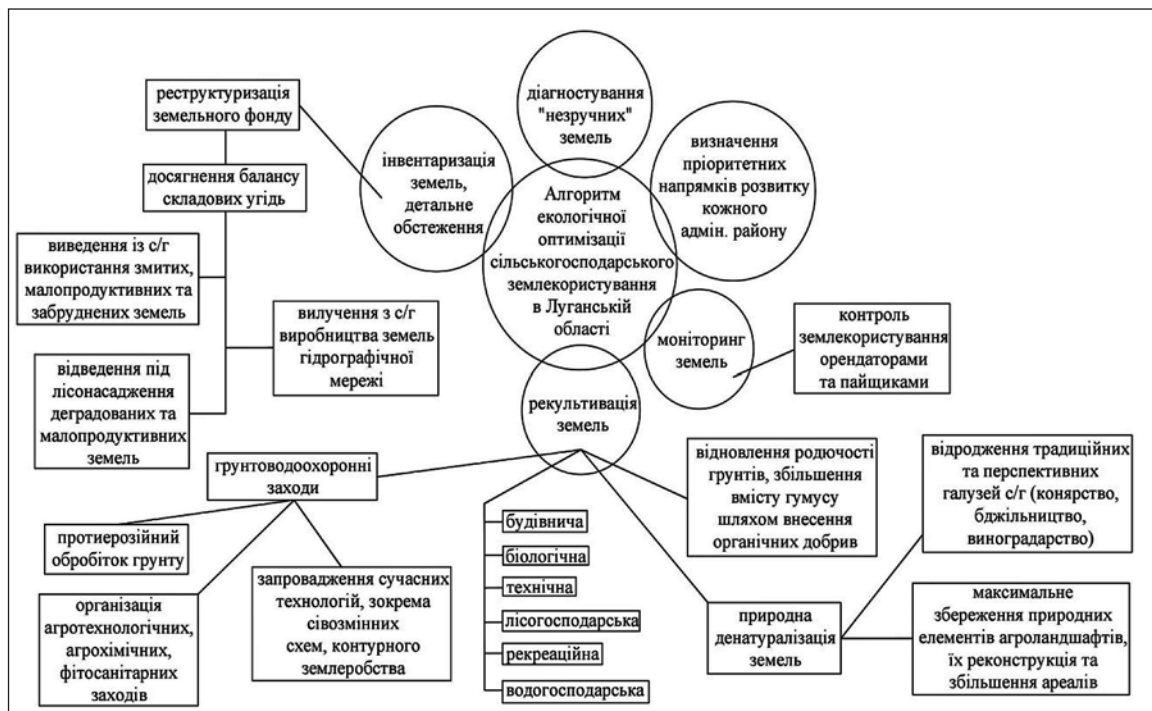 реструктуризація
земельного фонду
досягнення балансу
складових угідь
виведення із с/г
використання змитих,
малопродуктивних та
забруднених земель
вилучення з с/г
виробництва земель
гідрографічної
мережі
відведення під
лісонасадження
деградованих та
малопродуктивних
земель
інвентаризація
земель,
детальне
обстеження
діагностування
"незручних"
земель
визначення
пріоритетних
напрямків розвитку
кожного
адмін. району
Алгоритм
екологічної
оптимізації
сільськогосподарського
землекористування
в Луганській
області
моніторинг
земель
контроль
землекористування
орендаторами
та пайщиками
рекультивація
земель
грунтоводоохоронні
заходи
протиерозійний
обробіток грунту
організація
агротехнологічних,
агрохімічних,
фітосанітарних
заходів
запровадження сучасних
технологій, зокрема
сівозмінних
схем, контурного
землеробства
будівнича
біологічна
технічна
лісогосподарська
рекреаційна
водогосподарська
відновлення родючості
грунтів, збільшення
вмісту гумусу
шляхом внесення
органічних добрив
природна
денатуралізація
земель
відродження традиційних
та перспективних
галузей с/г (конярство,
бджільництво,
виноградарство)
максимальне
збереження природних
елементів агроландшафтів,
їх реконструкція та
збільшення ареалів